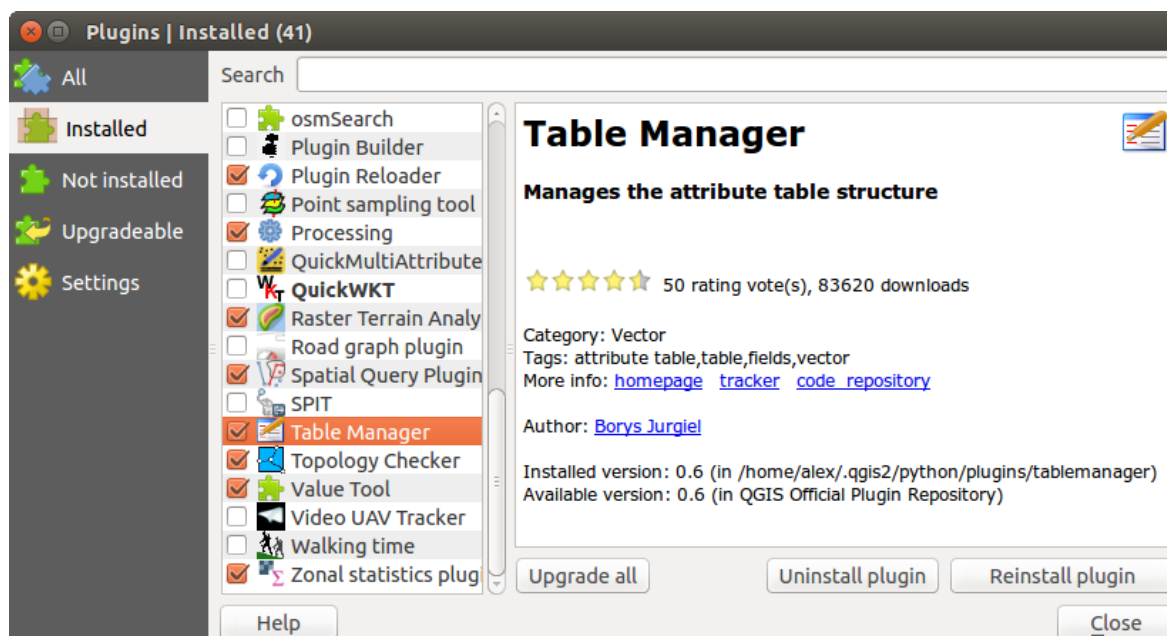 Plugins | Installed (41)
All
Installed
Not installed
Upgradeable
Settings
Search
osmSearch
Plugin Builder
Plugin Reloader
Point sampling tool
Processing
QuickMultiAttribute
QuickWKT
Raster Terrain Analy
Road graph plugin
Spatial Query Plugin
SPIT
Table Manager
Topology Checker
Value Tool
Video UAV Tracker
Walking time
Zonal statistics plugi
Table Manager
Manages the attribute table structure
50 rating vote(s), 83620 downloads
Category: Vector
Tags: attribute table,table,fields,vector
More info: homepage tracker code repository
Author: Borys Jurgiel
Installed version: 0.6 (in /home/alex/.qgis2/python/plugins/tablemanager)
Available version: 0.6 (in QGIS Official Plugin Repository)
Upgrade all
Uninstall plugin
Reinstall plugin
Help
Close